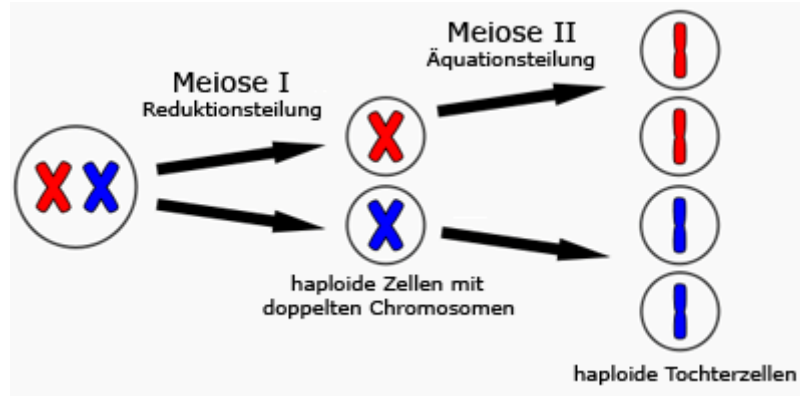 Meiose I
Reduktionsteilung
Meiose II
Äquationsteilung
haploide Zellen mit
doppelten Chromosomen
haploide Tochterzellen